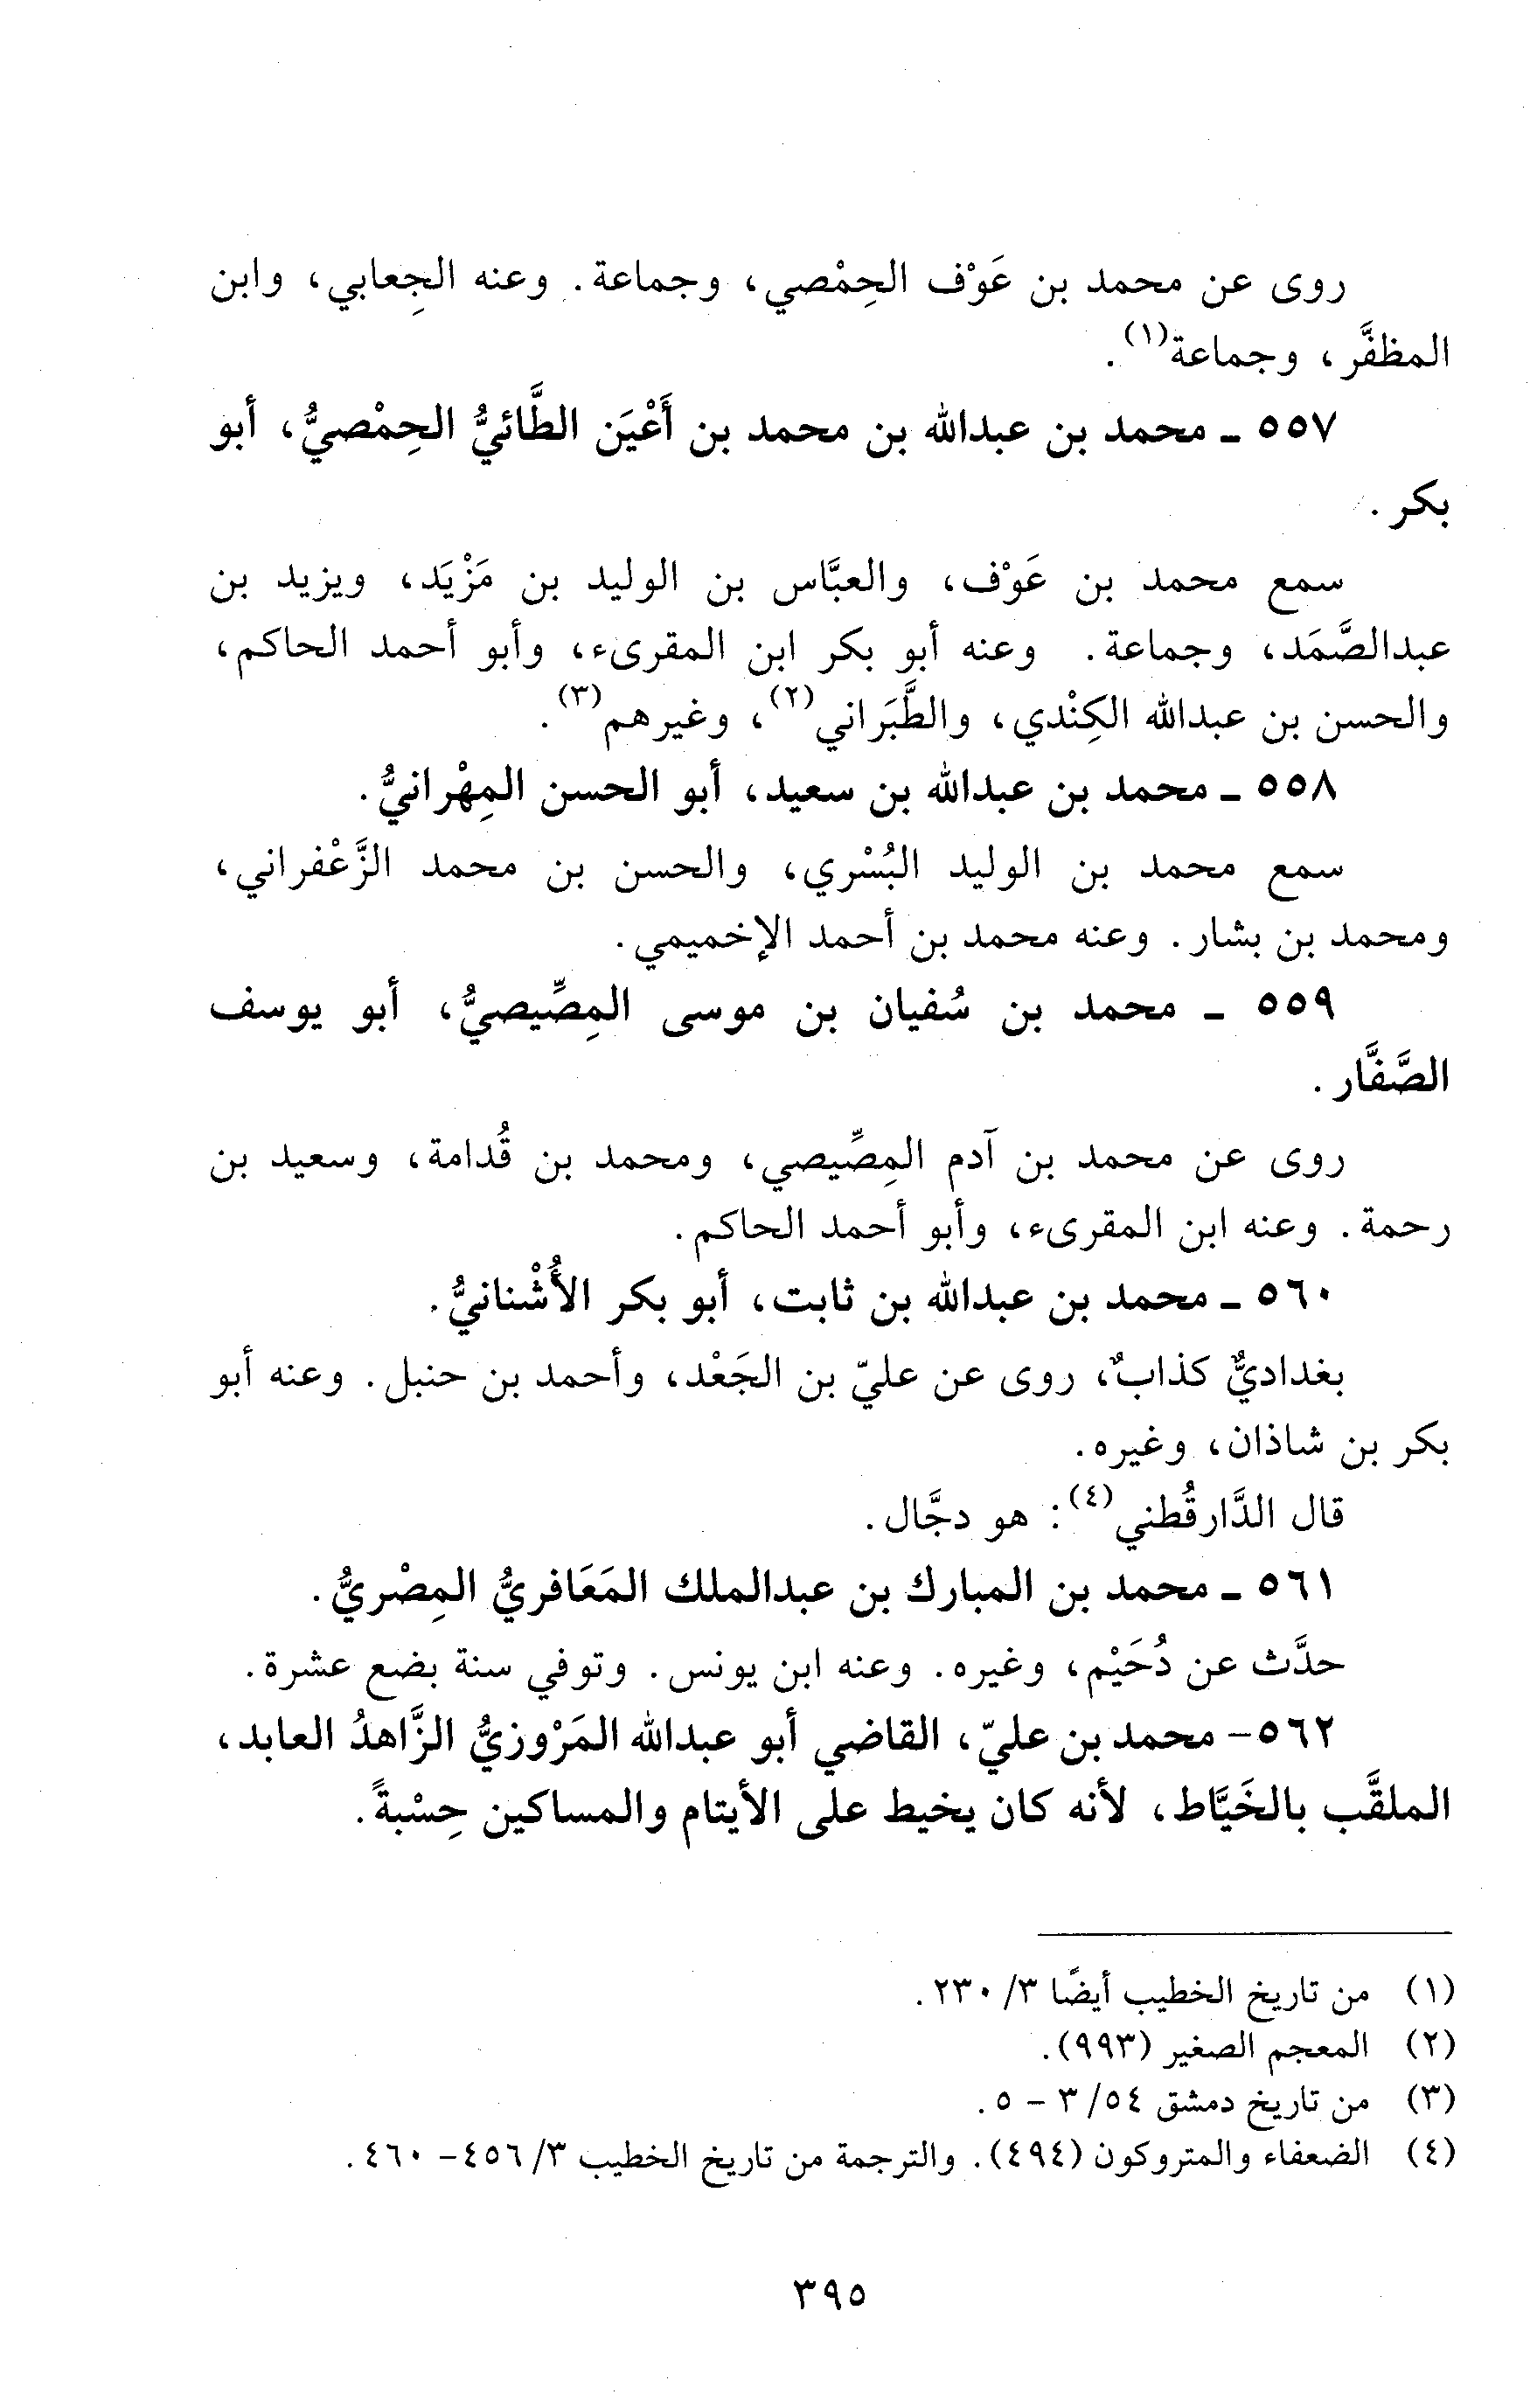 روى عن محمد بن عَوْف الحِمْصي، وجماعة. وعنه الجِعابي، وابن
المظفَّر، وجماعة(١).
٥٥٧ ـ محمد بن عبدالله بن محمد بن أَعْيَن الطَّائيُّ الحِمْصيُّ، أبو
بكر.
سمع محمد بن عَوْف، والعبَّاس بن الوليد بن مَزْيَد، ويزيد بن
عبدالصَّمَد، وجماعة. وعنه أبو بكر ابن المقرىء، وأبو أحمد الحاكم،
والحسن بن عبدالله الكِنْدي، والطَّبَراني(٢)، وغيرهم(٣).
٥٥٨ ـ محمد بن عبدالله بن سعيد، أبو الحسن المِهْرانيُّ.
سمع محمد بن الوليد البُسْري، والحسن بن محمد الزَّعْفراني،
ومحمد بن بشار. وعنه محمد بن أحمد الإخميمي.
٥٥٩ ـ محمد بن سُفيان بن موسى المِصِّيصيُّ، أبو يوسف
الصَّفَّار.
روى عن محمد بن آدم المِصِّيصي، ومحمد بن قُدامة، وسعيد بن
رحمة. وعنه ابن المقرىء، وأبو أحمد الحاكم.
٥٦٠ ـ محمد بن عبدالله بن ثابت، أبو بكر الأُشْنانيُّ.
بغداديٌّ كذابٌ، روى عن عليّ بن الجَعْد، وأحمد بن حنبل. وعنه أبو
بكر بن شاذان، وغيره.
قال الدَّارقُطني(٤): هو دجَّال.
٥٦١ ـ محمد بن المبارك بن عبدالملك المَعَافريُّ المِصْريُّ.
حدَّث عن دُحَيْم، وغيره. وعنه ابن يونس. وتوفي سنة بضع عشرة.
٥٦٢- محمد بن عليّ، القاضي أبو عبدالله المَرْوزيُّ الزَّاهدُ العابد،
الملقَّب بالخَيَّاط، لأنه كان يخيط على الأيتام والمساكين حِسْبةً.
(١) من تاريخ الخطيب أيضًا ٣/ ٢٣٠.
(٢) المعجم الصغير (٩٩٣).
(٣) من تاريخ دمشق ٥٤/ ٣ - ٥.
(٤) الضعفاء والمتروكون (٤٩٤). والترجمة من تاريخ الخطيب ٣/ ٤٥٦- ٤٦٠.
٣٩٥